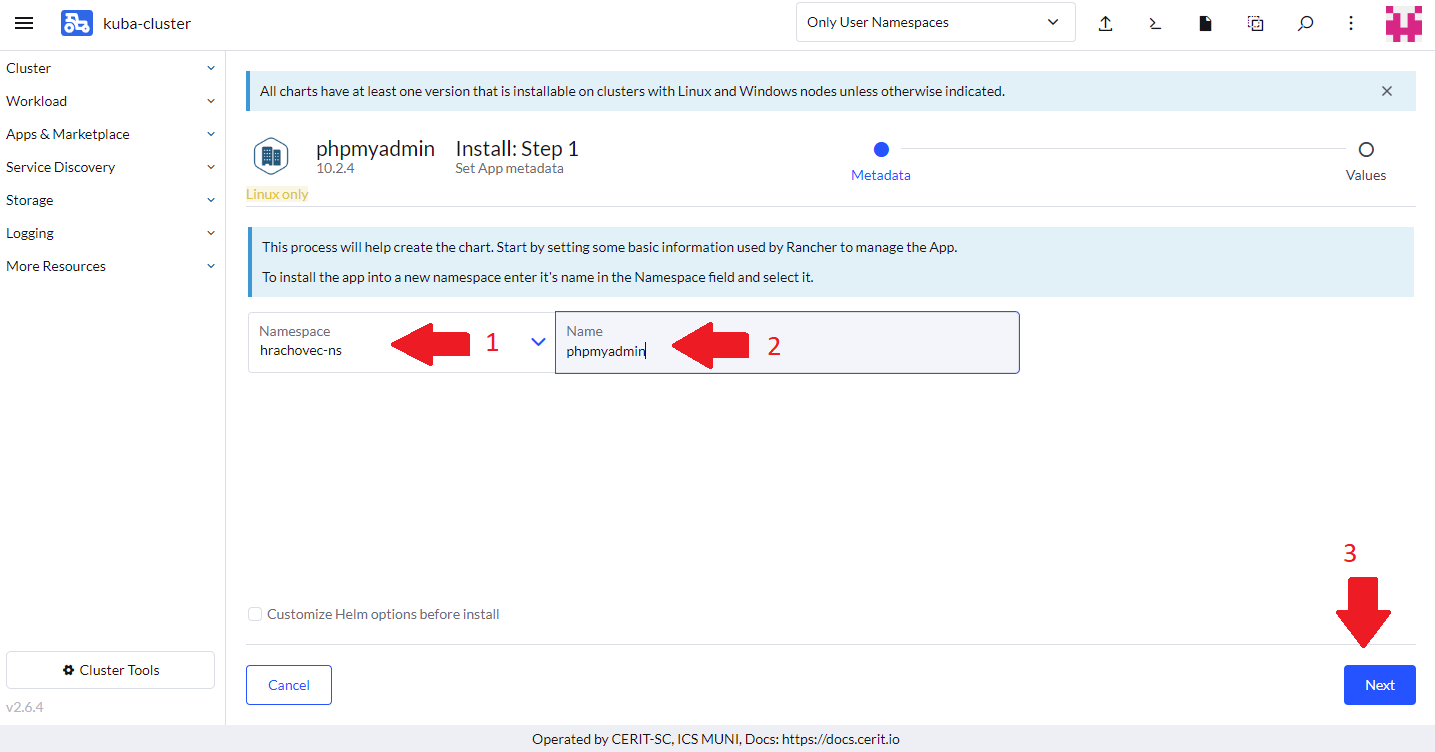 kuba-cluster
Only User Namespaces
Cluster
Workload
Apps & Marketplace
Service Discovery
Storage
Logging
More Resources
Cluster Tools
v2.6.4
All charts have at least one version that is installable on clusters with Linux and Windows nodes unless otherwise indicated.
phpmyadmin
10.2.4
Linux only
Install: Step 1
Set App metadata
Metadata
Values
This process will help create the chart. Start by setting some basic information used by Rancher to manage the App.
To install the app into a new namespace enter it's name in the Namespace field and select it.
Namespace
hrachovec-ns
1
Name
phpmyadmin
2
3
Customize Helm options before install
Cancel
Next
Operated by CERIT-SC, ICS MUNI, Docs: https://docs.cerit.io